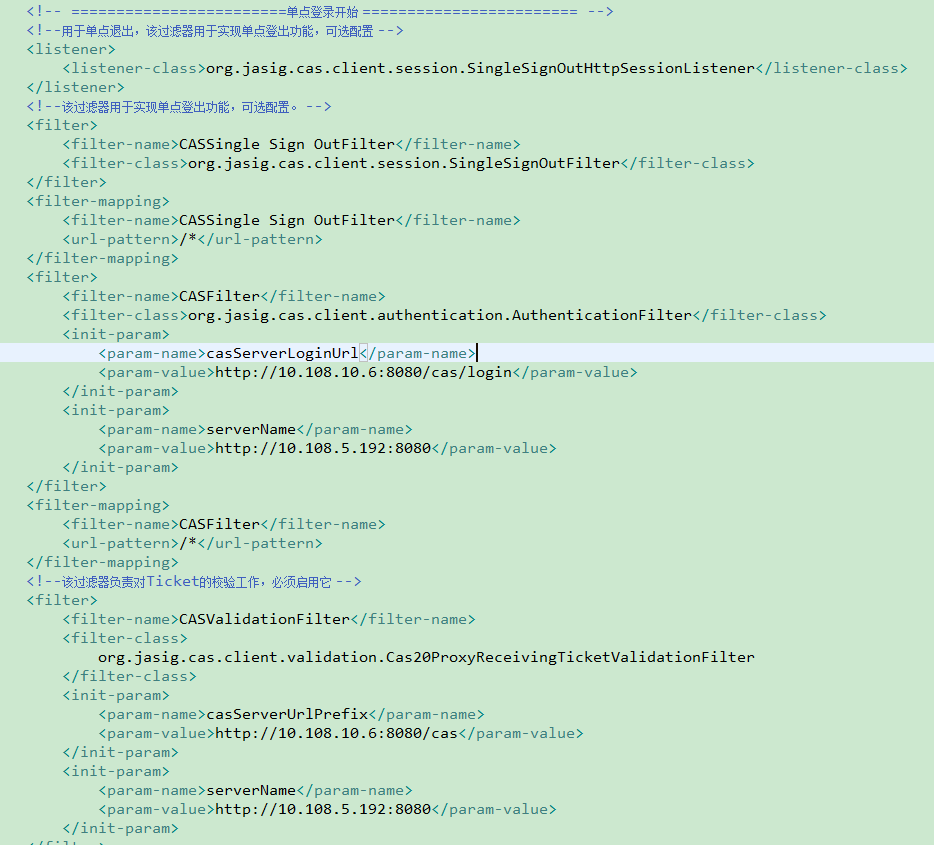 <!-- ========================单点登录开始 ======================== -->
<!--用于单点退出，该过滤器用于实现单点登出功能，可选配置 -->
<listener>
<listener-class>org.jasig.cas.client.session.SingleSignOutHttpSessionListener</listener-class>
</listener>
<!--该过滤器用于实现单点登出功能，可选配置。 -->
<filter>
<filter-name>CASSingle Sign OutFilter</filter-name>
<filter-class>org.jasig.cas.client.session.SingleSignOutFilter</filter-class>
</filter>
<filter-mapping>
<filter-name>CASSingle Sign OutFilter</filter-name>
<url-pattern>/*</url-pattern>
</filter-mapping>
<filter>
<filter-name>CASFilter</filter-name>
<filter-class>org.jasig.cas.client.authentication.AuthenticationFilter</filter-class>
<init-param>
<param-name>casServerLoginUrl</param-name>
<param-value>http://10.108.10.6:8080/cas/login</param-value>
</init-param>
<init-param>
<param-name>serverName</param-name>
<param-value>http://10.108.5.192:8080</param-value>
</init-param>
</filter>
<filter-mapping>
<filter-name>CASFilter</filter-name>
<url-pattern>/*</url-pattern>
</filter-mapping>
<!--该过滤器负责对Ticket的校验工作，必须启用它 -->
<filter>
<filter-name>CASValidationFilter</filter-name>
<filter-class>
org.jasig.cas.client.validation.Cas20ProxyReceivingTicketValidationFilter
</filter-class>
<init-param>
<param-name>casServerUrlPrefix</param-name>
<param-value>http://10.108.10.6:8080/cas</param-value>
</init-param>
<init-param>
<param-name>serverName</param-name>
<param-value>http://10.108.5.192:8080</param-value>
</init-param>